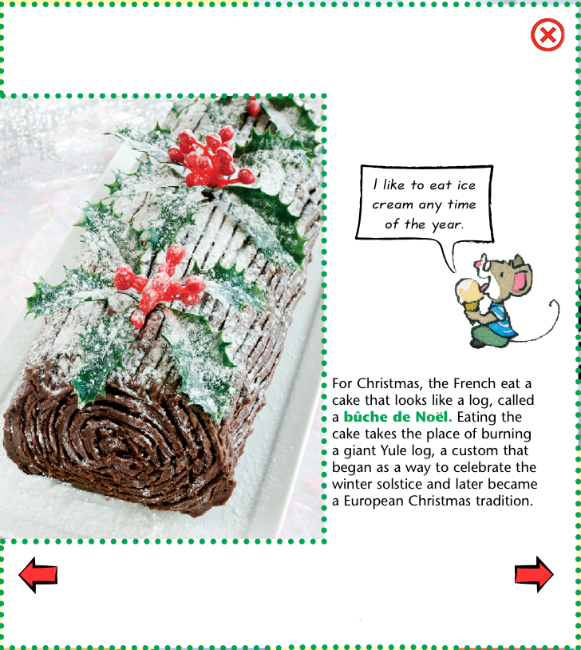 I like to eat ice
cream any time
of the year.
For Christmas, the French eat a
cake that looks like a log, called
a bûche de Noël. Eating the
cake takes the place of burning
a giant Yule log, a custom that
began as a way to celebrate the
winter solstice and later became
a European Christmas tradition.